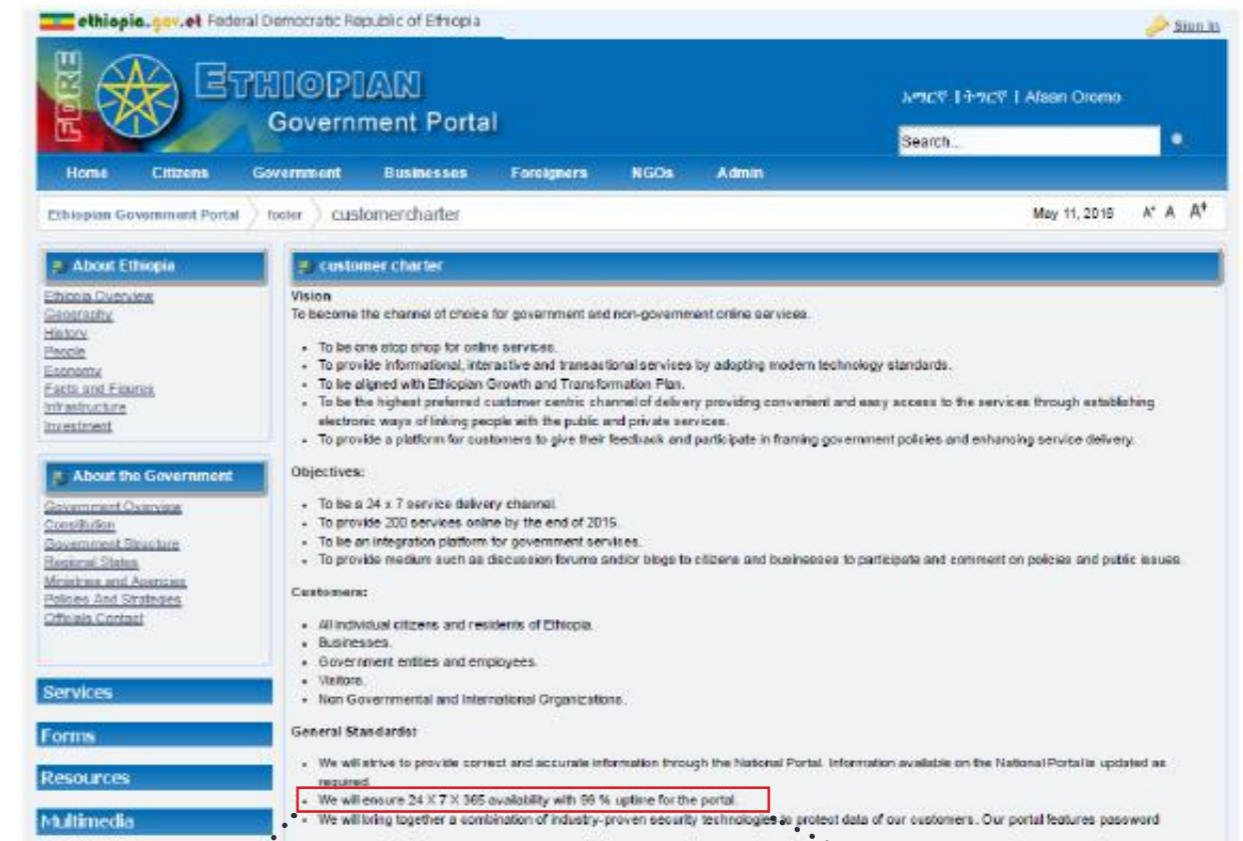 ethiopia.gov.et Federal Democratic Republic of Ethiopia
Sign In
FDRE
ETHIOPIAN
Government Portal
አማርኛ | ትግርኛ | Afaan Oromo
Search...
Home Citizens Government Businesses Foreigners NGOs Admin
Ethiopian Government Portal footer customercharter
May 11, 2016 A- A A+
About Ethiopia
Ethiopia Overview
Geography
History
People
Economy
Facts and Figures
Infrastructure
Investment
About the Government
Government Overview
Constitution
Government Structure
Regional States
Ministries and Agencies
Policies And Strategies
Officials Contact
Services
Forms
Resources
Multimedia
customer charter
Vision
To become the channel of choice for government and non-government online services.
• To be one stop shop for online services.
• To provide informational, interactive and transactional services by adopting modern technology standards.
• To be aligned with Ethiopian Growth and Transformation Plan.
• To be the highest preferred customer centric channel of delivery providing convenient and easy access to the services through establishing
electronic ways of linking people with the public and private services.
• To provide a platform for customers to give their feedback and participate in framing government policies and enhancing service delivery.
Objectives:
• To be a 24 x 7 service delivery channel.
• To provide 200 services online by the end of 2015.
• To be an integration platform for government services.
• To provide medium such as discussion forums and/or blogs to citizens and businesses to participate and comment on policies and public issues.
Customers:
• All individual citizens and residents of Ethiopia.
• Businesses.
• Government entities and employees.
• Visitors.
• Non Governmental and International Organizations.
General Standards:
• We will strive to provide correct and accurate information through the National Portal. Information available on the National Portal is updated as
required.
• We will ensure 24 X 7 X 365 availability with 99 % uptime for the portal.
• We will bring together a combination of industry-proven security technologies to protect data of our customers. Our portal features password